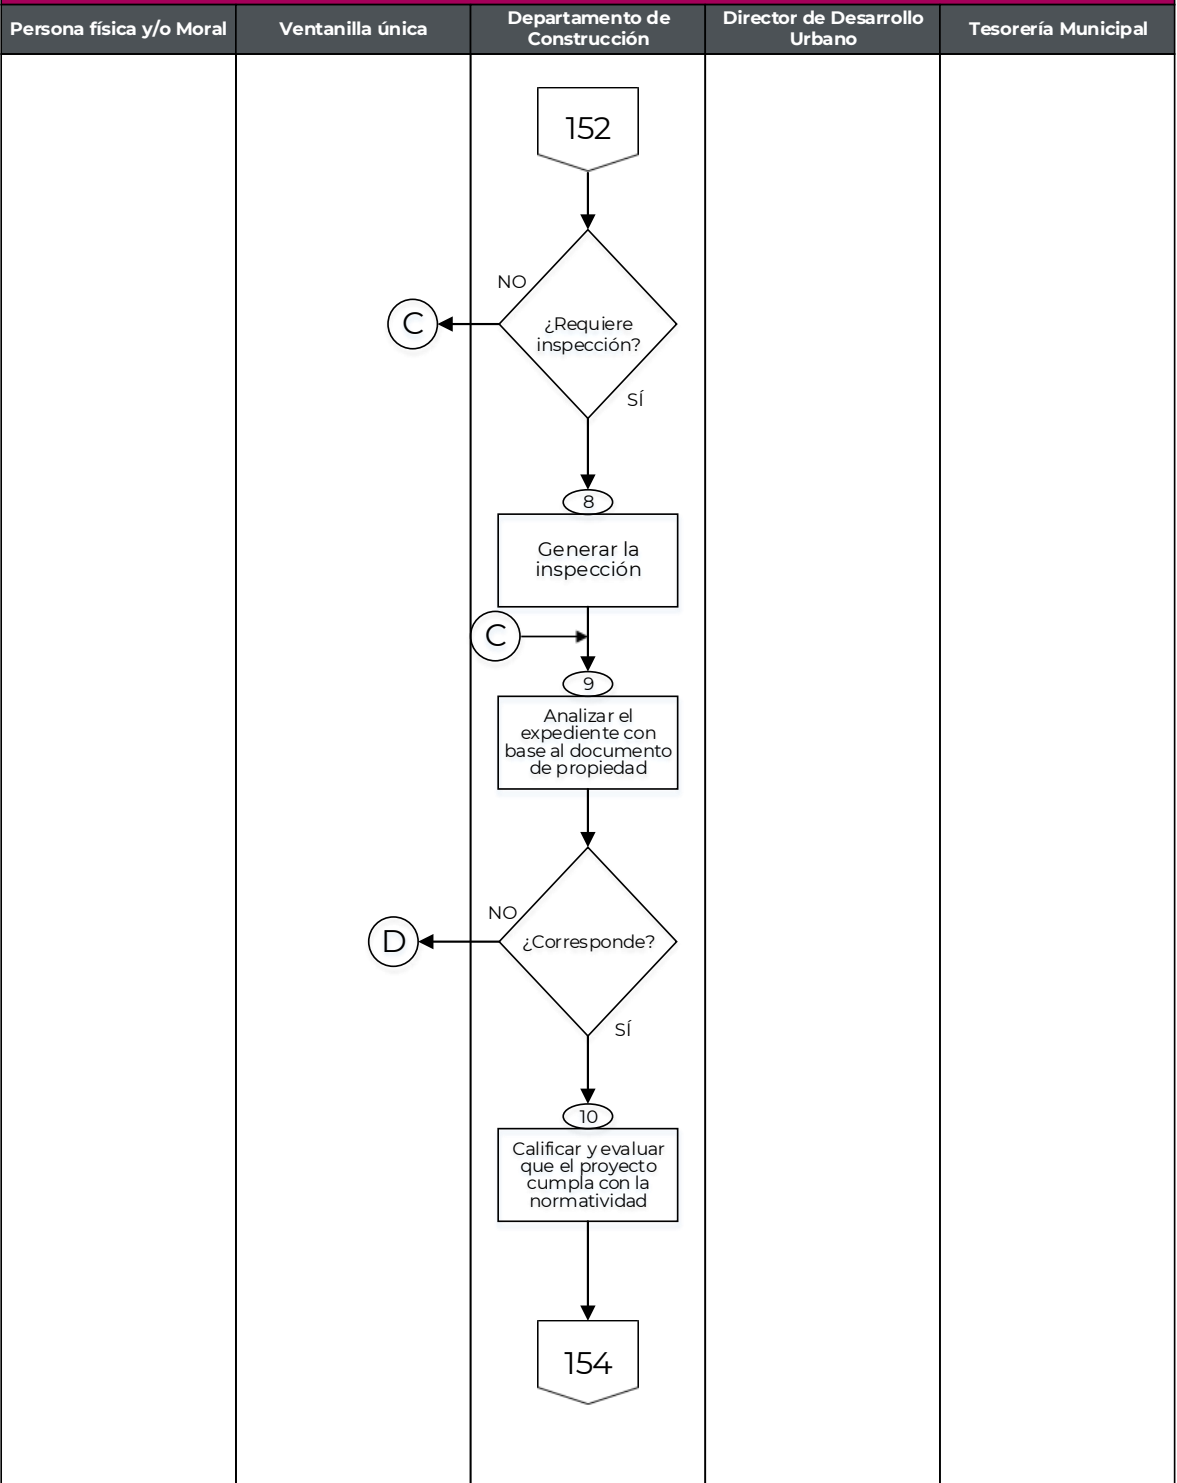 Persona física y/o Moral
Ventanilla única
Departamento de
Construcción
Director de Desarrollo
Urbano
Tesorería Municipal
152
NO
C
¿Requiere
inspección?
SÍ
8
Generar la
inspección
C
9
Analizar el
expediente con
base al documento
de propiedad
NO
D
¿Corresponde?
SÍ
10
Calificar y evaluar
que el proyecto
cumpla con la
normatividad
154